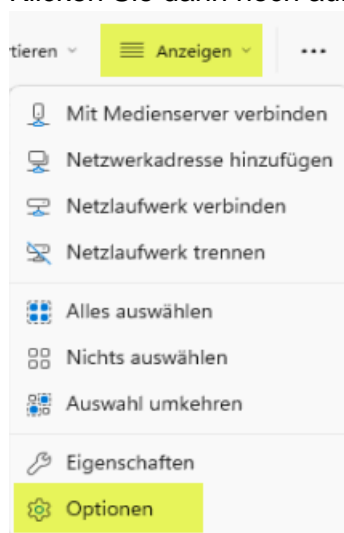 tieren Anzeigen ...
Mit Medienserver verbinden
Netzwerkadresse hinzufügen
Netzlaufwerk verbinden
Netzlaufwerk trennen
Alles auswählen
Nichts auswählen
Auswahl umkehren
Eigenschaften
Optionen